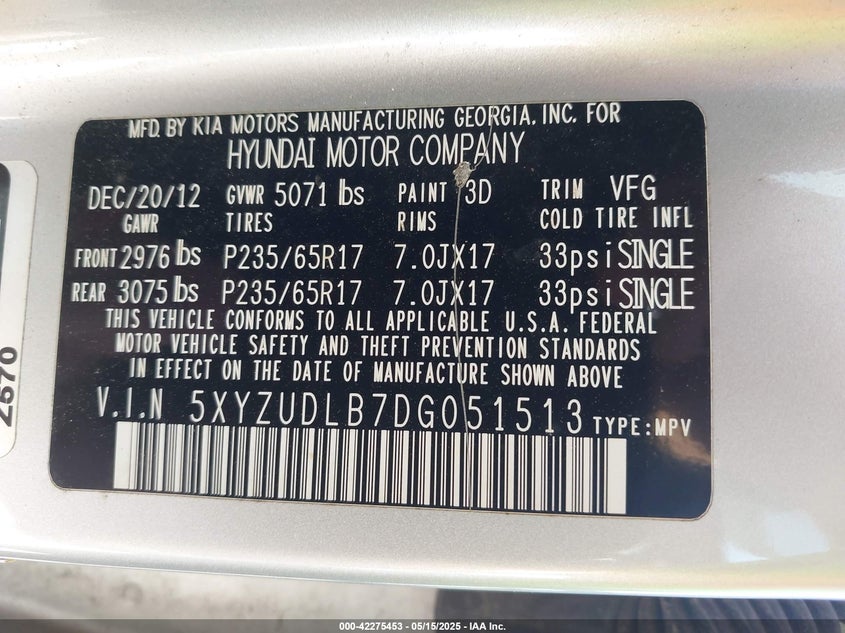 MFD. BY KIA MOTORS MANUFACTURING GEORGIA, INC. FOR
HYUNDAI MOTOR COMPANY
DEC/20/12 GVWR 5071 lbs PAINT 3D TRIM VFG
GAWR TIRES RIMS COLD TIRE INFL
FRONT 2976 lbs P235/65R17 7.0JX17 33psi SINGLE
REAR 3075 lbs P235/65R17 7.0JX17 33psi SINGLE
THIS VEHICLE CONFORMS TO ALL APPLICABLE U.S.A. FEDERAL
MOTOR VEHICLE SAFETY AND THEFT PREVENTION STANDARDS
IN EFFECT ON THE DATE OF MANUFACTURE SHOWN ABOVE
V.I.N 5XYZUDLB7DG051513 TYPE:MPV
000-42275453 - 05/15/2025 - IAA Inc.